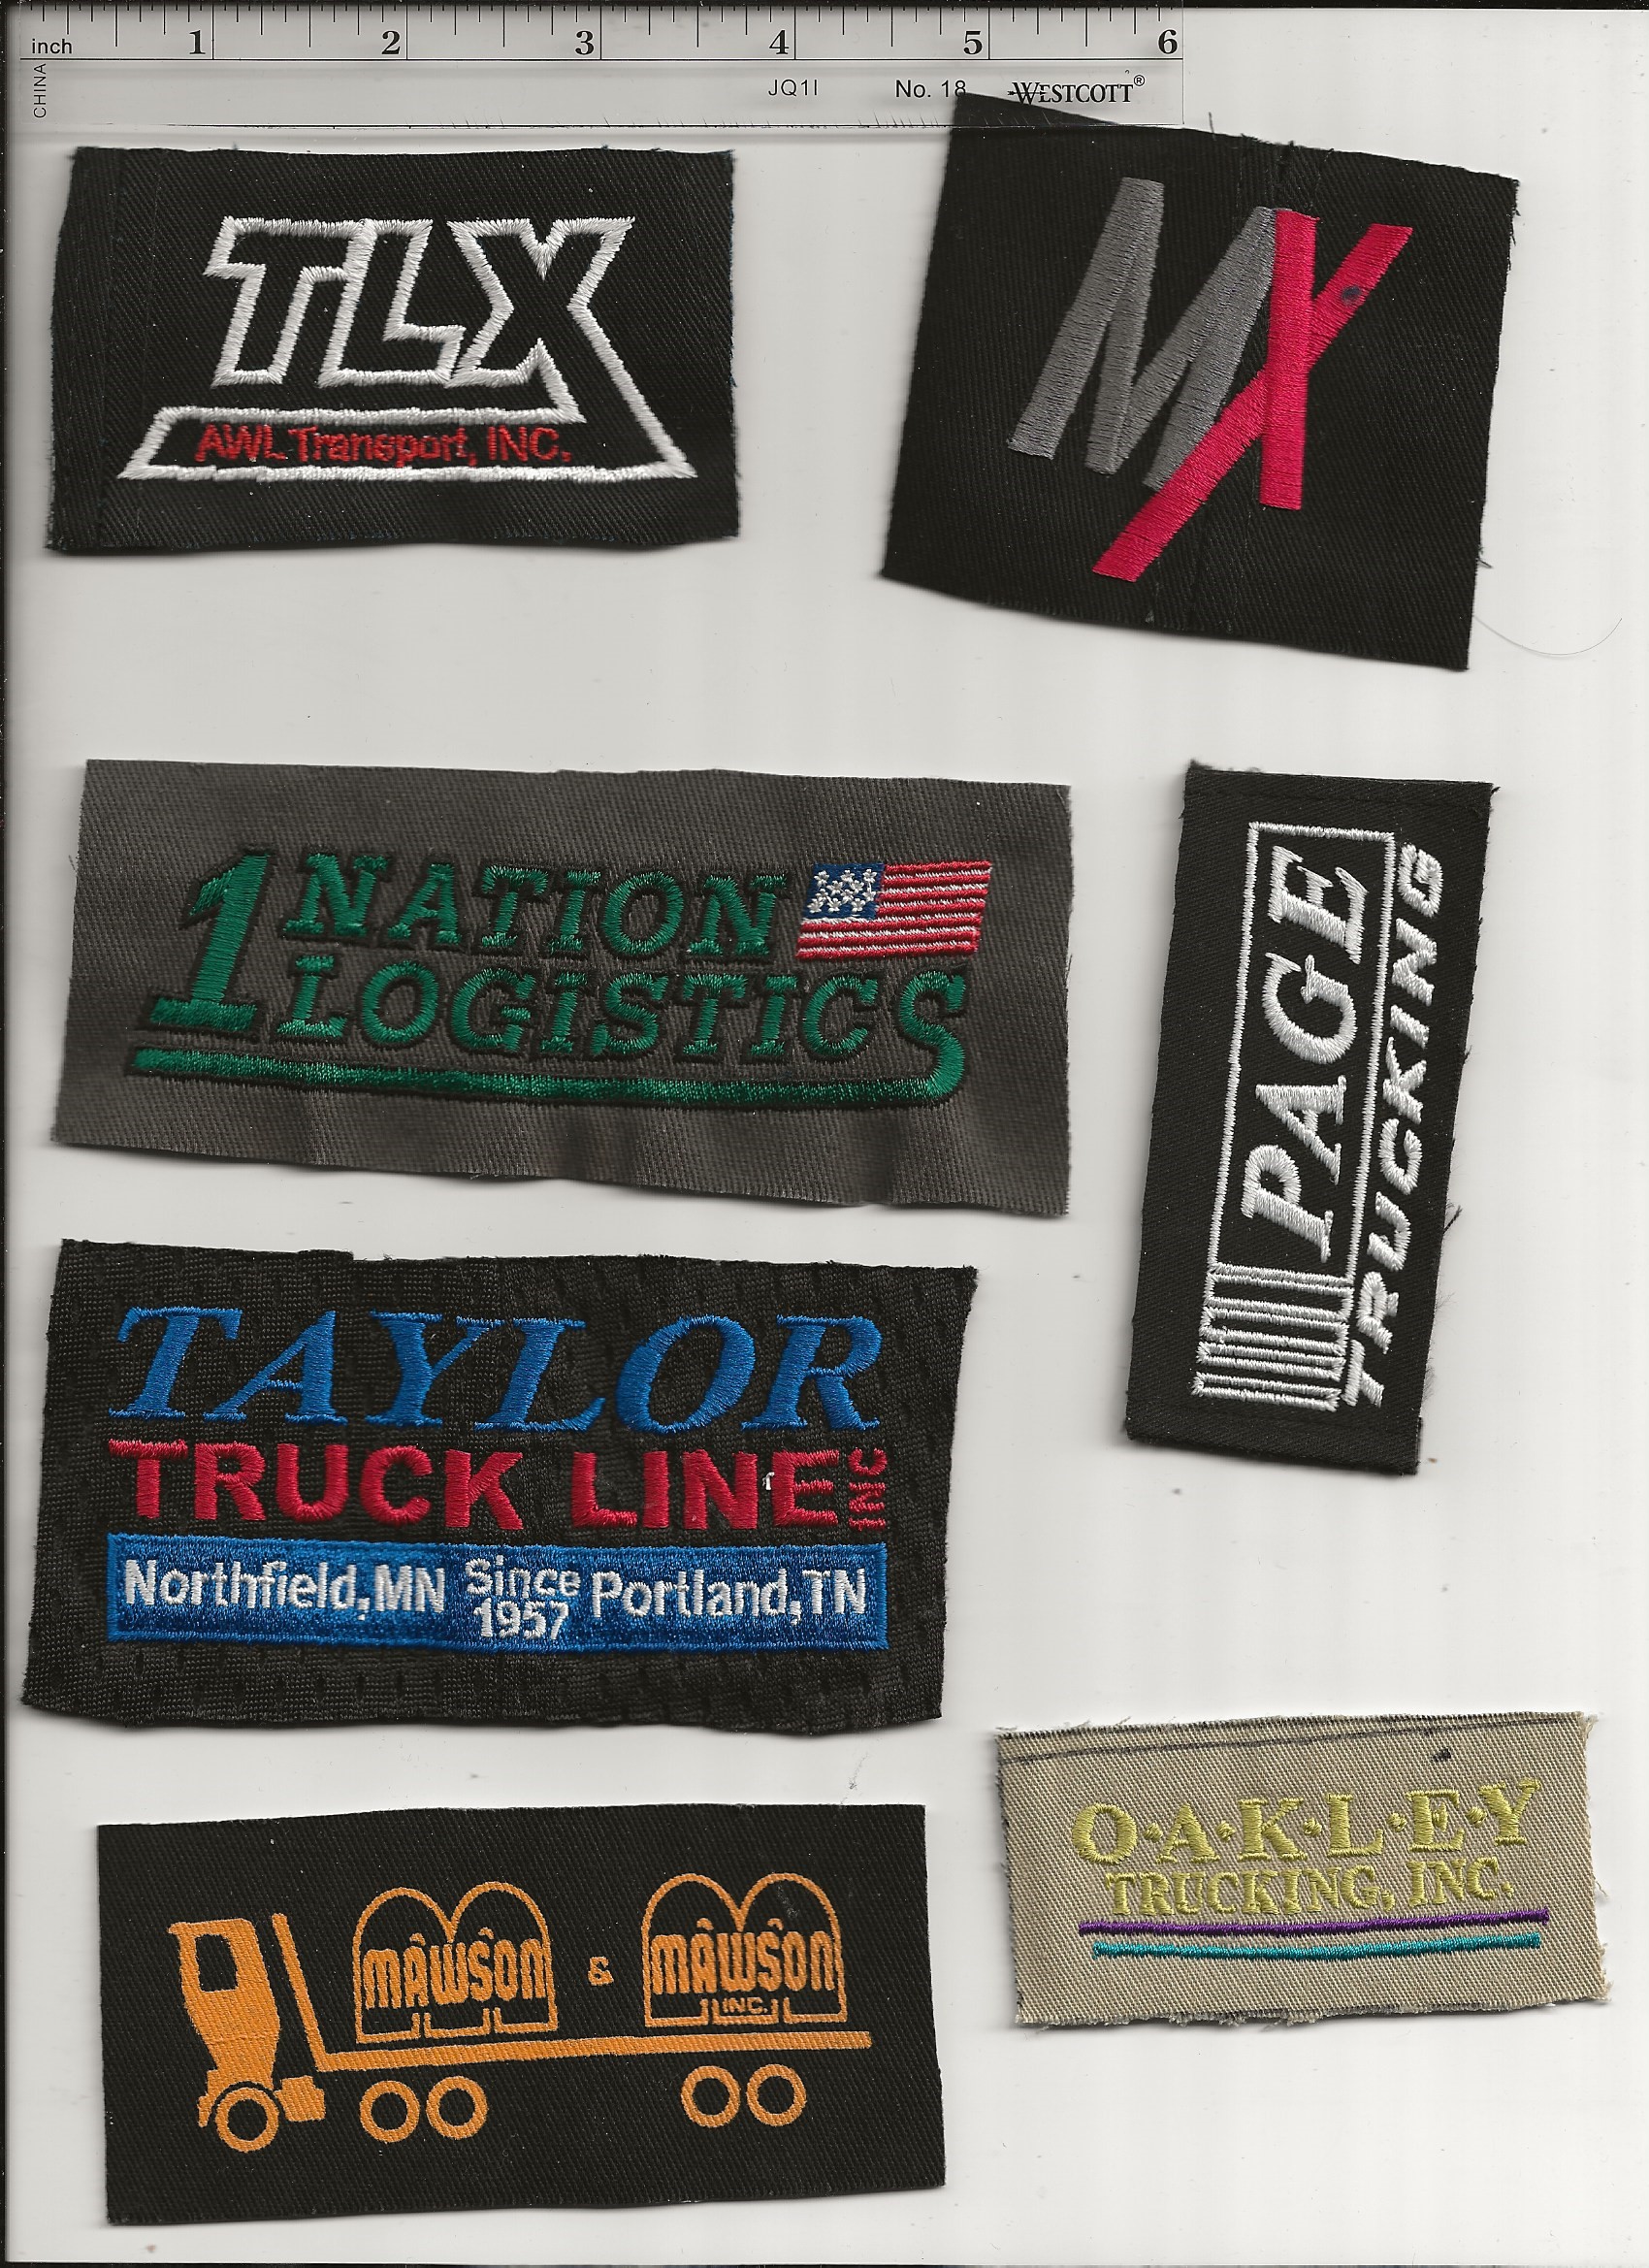 inch 1 2 3 4 5 6
CHINA
JQ1I No. 18 WESTCOTT®
TLX
AWL Transport, INC.
MX
1 NATION
LOGISTICS
PAGE
TRUCKING
TAYLOR
TRUCK LINE INC
Northfield, MN Since 1957 Portland, TN
O·A·K·L·E·Y
TRUCKING, INC.
MAWSON & MAWSON
INC.